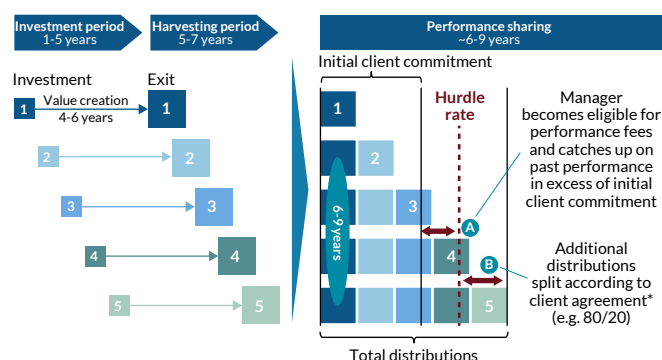 Investment period
1-5 years
Harvesting period
5-7 years
Performance sharing
~6-9 years
Initial client commitment
Investment
Exit
1
Value creation
4-6 years
1
2
2
3
3
4
4
5
5
1
2
3
4
5
6-9 years
Hurdle
rate
A
B
Manager
becomes eligible for
performance fees
and catches up on
past performance
in excess of initial
client commitment
Additional
distributions
split according to
client agreement*
(e.g. 80/20)
Total distributions